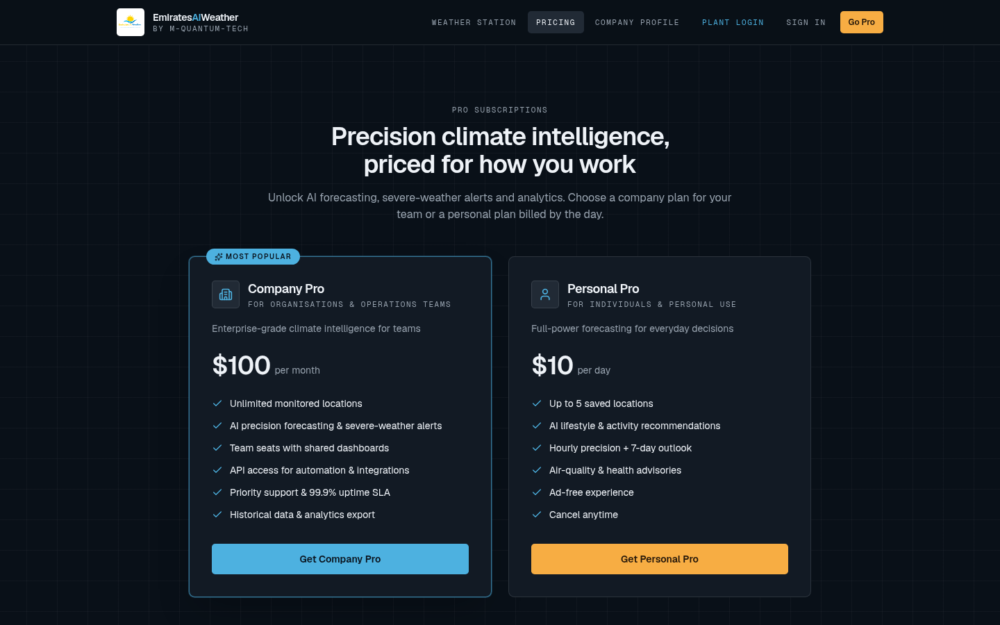 EmiratesAIWeather
BY M-QUANTUM-TECH
WEATHER STATION
PRICING
COMPANY PROFILE
PLANT LOGIN
SIGN IN
Go Pro
PRO SUBSCRIPTIONS
Precision climate intelligence,
priced for how you work
Unlock AI forecasting, severe-weather alerts and analytics. Choose a company plan for your
team or a personal plan billed by the day.
MOST POPULAR
Company Pro
FOR ORGANISATIONS & OPERATIONS TEAMS
Enterprise-grade climate intelligence for teams
$100 per month
Unlimited monitored locations
AI precision forecasting & severe-weather alerts
Team seats with shared dashboards
API access for automation & integrations
Priority support & 99.9% uptime SLA
Historical data & analytics export
Get Company Pro
Personal Pro
FOR INDIVIDUALS & PERSONAL USE
Full-power forecasting for everyday decisions
$10 per day
Up to 5 saved locations
AI lifestyle & activity recommendations
Hourly precision + 7-day outlook
Air-quality & health advisories
Ad-free experience
Cancel anytime
Get Personal Pro